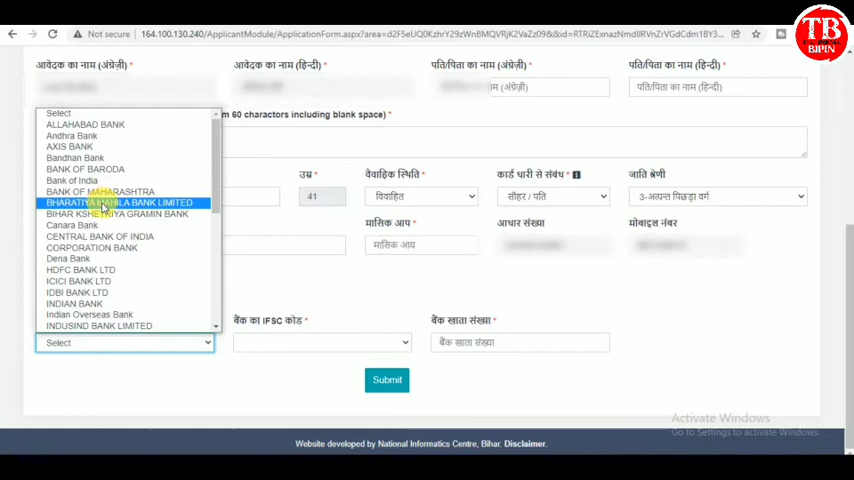 Not secure 164.100.130.240/ApplicantModule/ApplicationForm.aspx?area=d2F5eUQ0KzhrY29zWnBMQVJrK2VaZz09&&id=RTRiZExnazNmdllRVnZrVGdCdm1BY3...
TB
BIPIN
आवेदक का नाम (अंग्रेज़ी) * आवेदक का नाम (हिन्दी) * पति/पिता का नाम (अंग्रेज़ी) * पति/पिता का नाम (हिन्दी) *
(अंग्रेज़ी) पति/पिता का नाम (हिन्दी)
Select
ALLAHABAD BANK
m 60 characters including blank space) *
Andhra Bank
AXIS BANK
Bandhan Bank
BANK OF BARODA
उम्र * वैवाहिक स्थिति * कार्ड धारी से संबंध * जाति श्रेणी
Bank of India
BANK OF MAHARASHTRA
41 विवाहित सौहर / पति 3-अत्यन्त पिछड़ा वर्ग
BHARATIYA MAHILA BANK LIMITED
BIHAR KSHETRIYA GRAMIN BANK
Canara Bank
मासिक आय * आधार संख्या मोबाइल नंबर
CENTRAL BANK OF INDIA
CORPORATION BANK
मासिक आय
Dena Bank
HDFC BANK LTD
ICICI BANK LTD
IDBI BANK LTD
INDIAN BANK
Indian Overseas Bank
बैंक का IFSC कोड * बैंक खाता संख्या *
INDUSIND BANK LIMITED
Select बैंक खाता संख्या
Submit
Activate Windows
Go to Settings to activate Windows.
Website developed by National Informatics Centre, Bihar. Disclaimer.